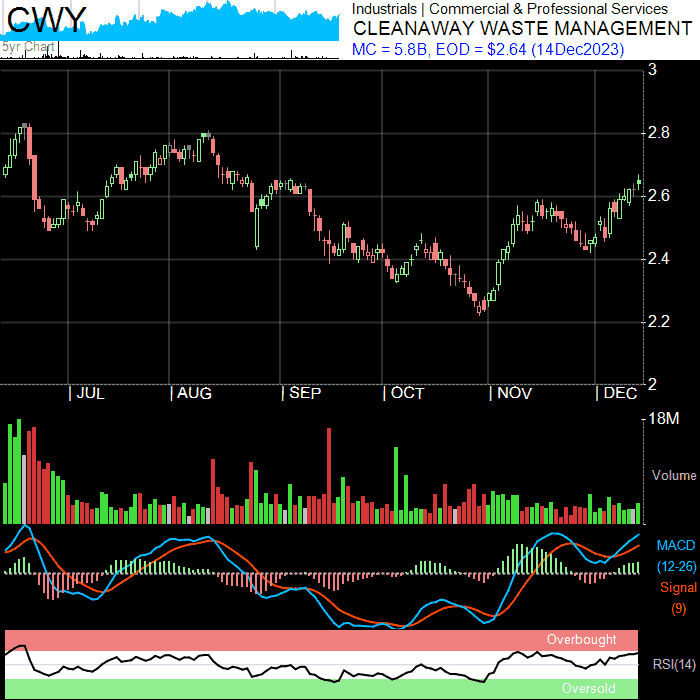 CWY
5yr Chart
Industrials | Commercial & Professional Services
CLEANAWAY WASTE MANAGEMENT
MC = 5.8B, EOD = $2.64 (14Dec2023)
3
2.8
2.6
2.4
2.2
2
| JUL | AUG | SEP | OCT | NOV | DEC
18M
Volume
MACD
(12-26)
Signal
(9)
Overbought
RSI(14)
Oversold